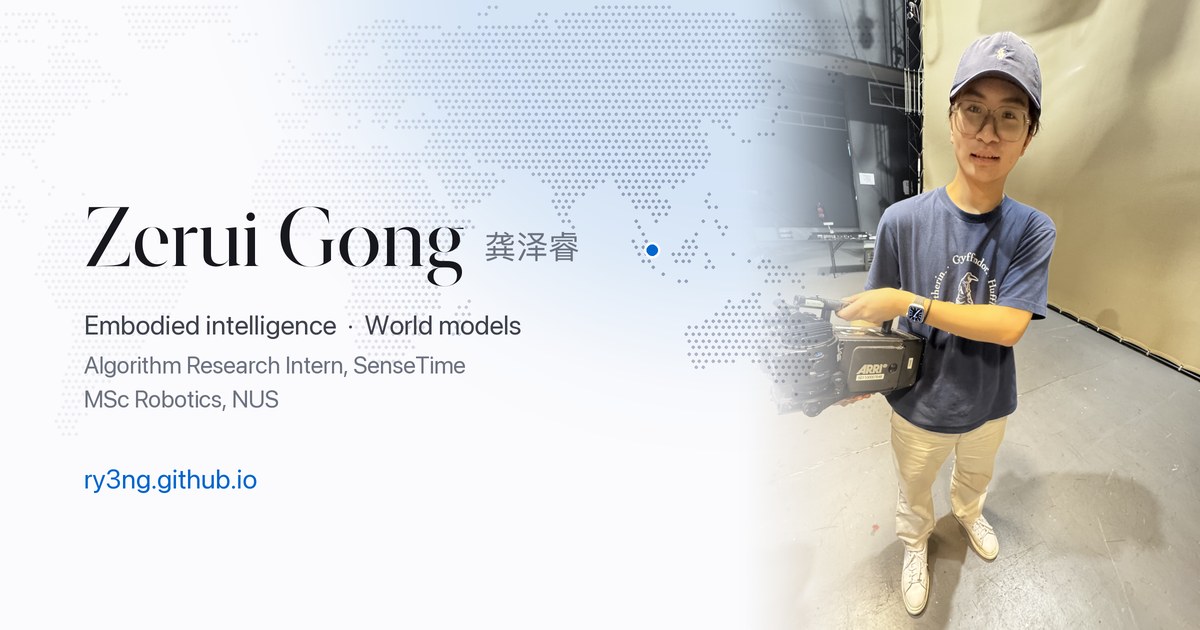 Zerui Gong 龚泽睿
Embodied intelligence · World models
Algorithm Research Intern, SenseTime
MSc Robotics, NUS
ry3ng.github.io
Gryffindor.
ARRI